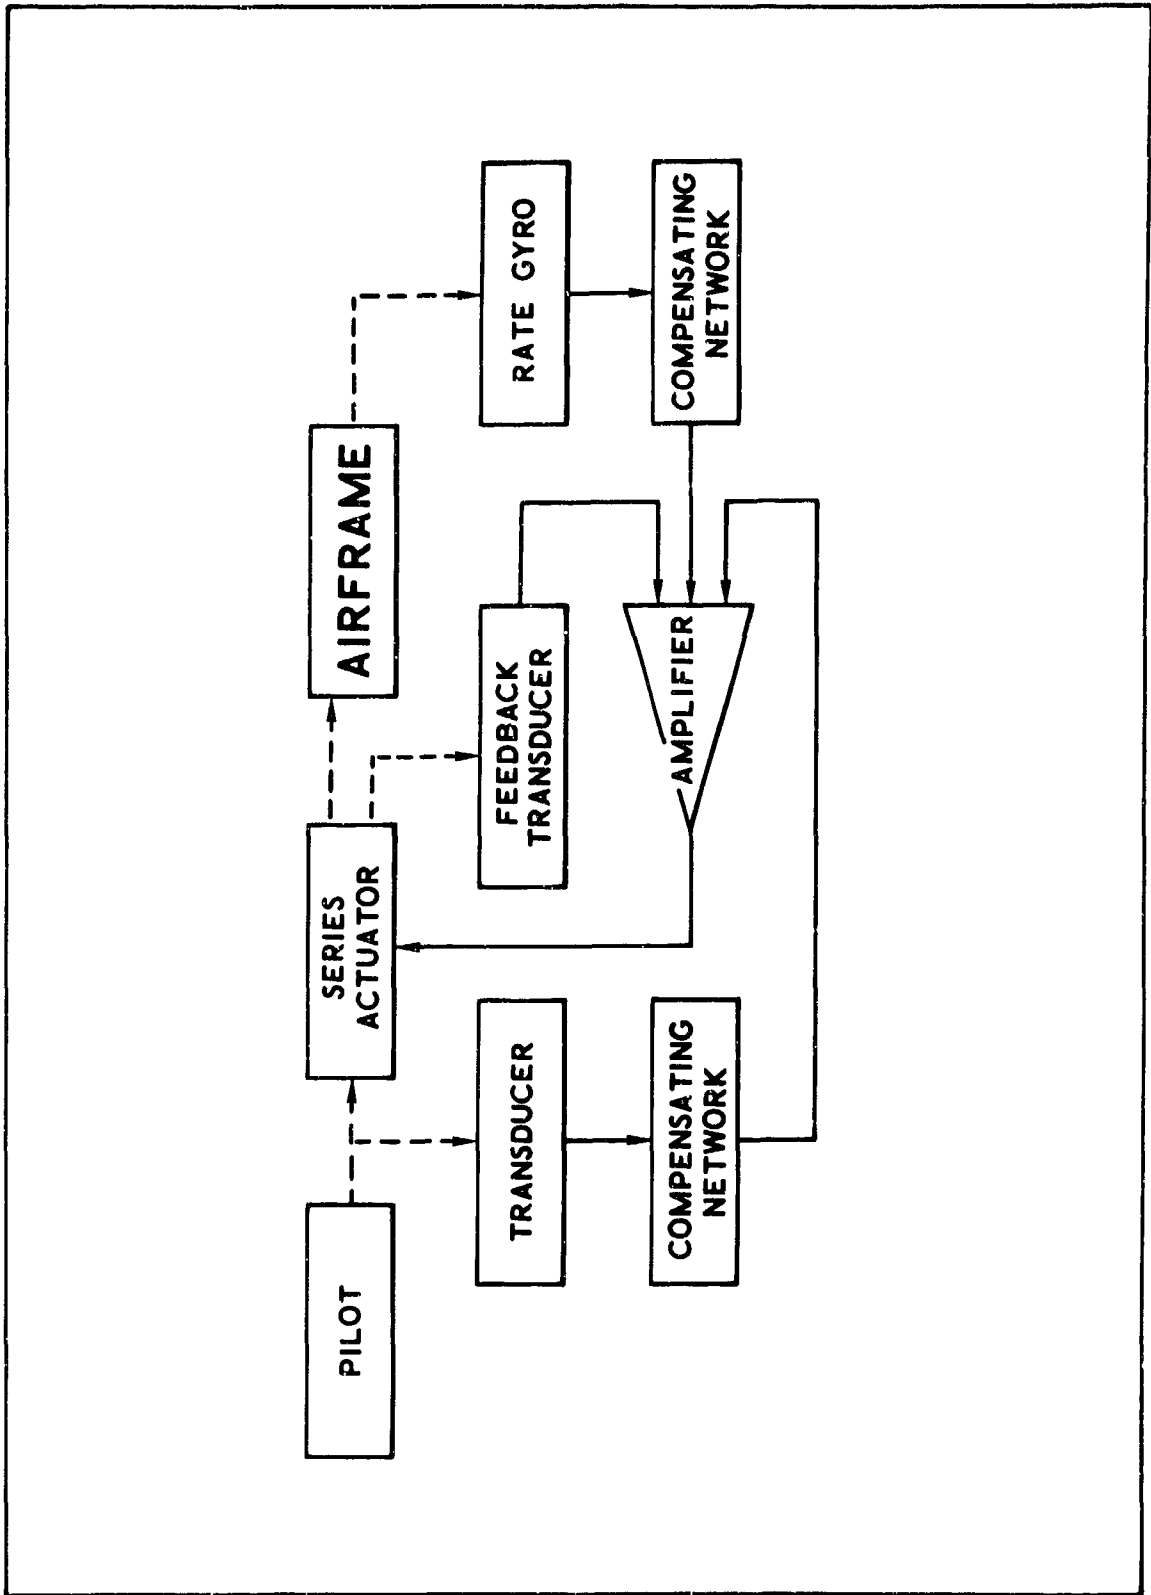 PILOT
SERIES
ACTUATOR
AIRFRAME
TRANSDUCER
FEEDBACK
TRANSDUCER
RATE GYRO
COMPENSATING
NETWORK
AMPLIFIER
COMPENSATING
NETWORK